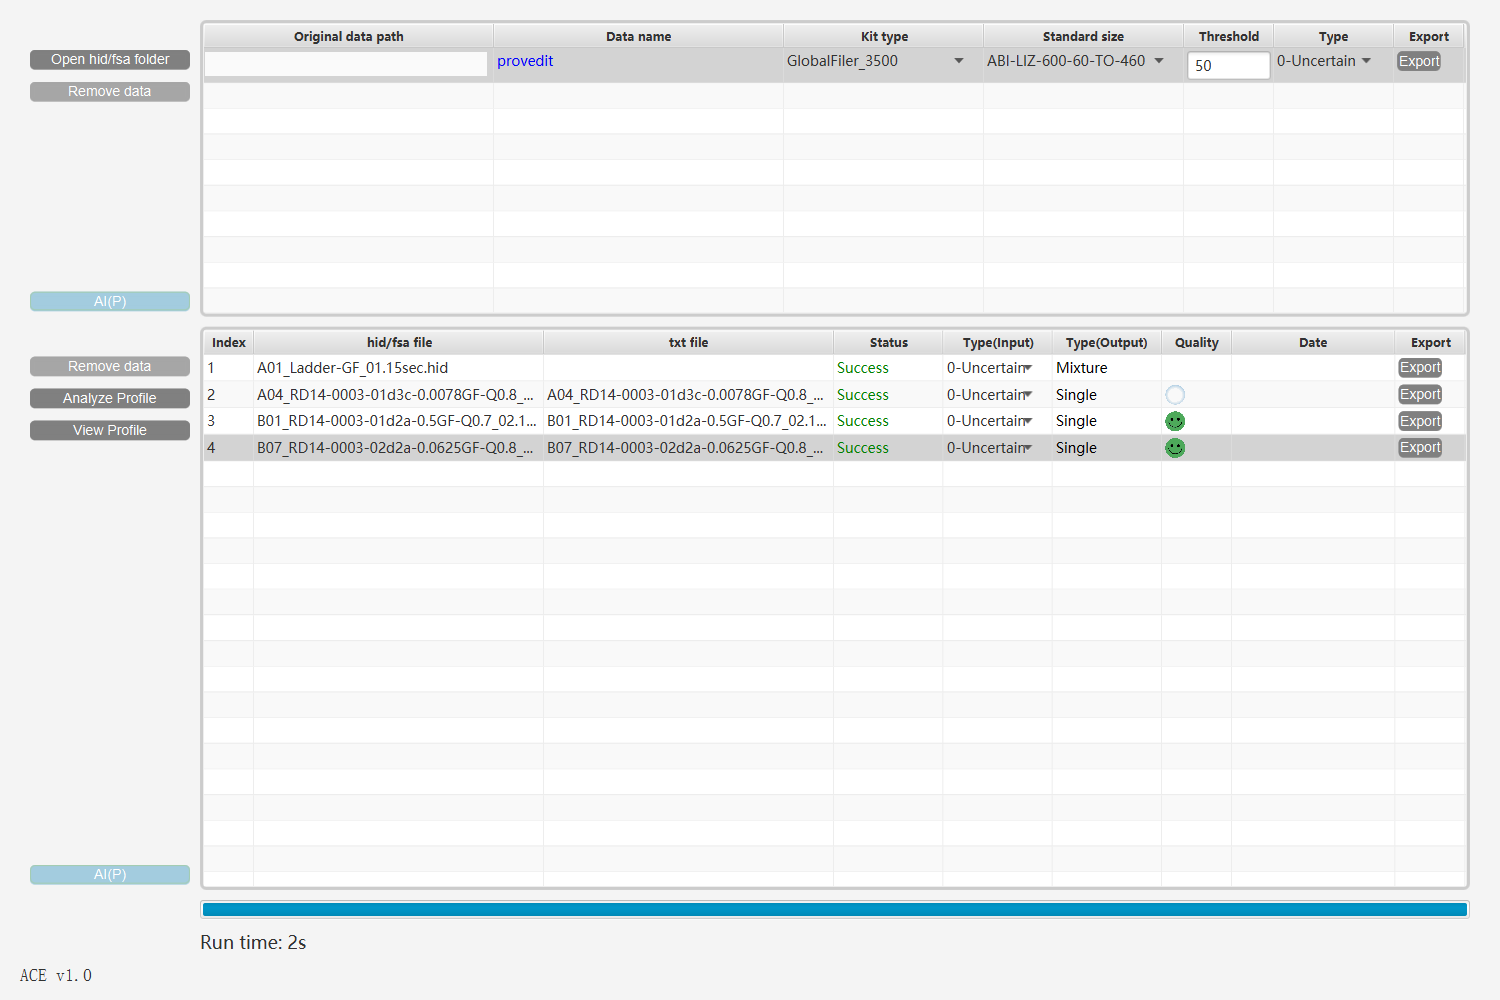 Original data path Data name Kit type Standard size Threshold Type Export
Open hid/fsa folder
provedit GlobalFiler_3500 ABI-LIZ-600-60-TO-460 50 0-Uncertain Export
Remove data
AI(P)
Index hid/fsa file txt file Status Type(Input) Type(Output) Quality Date Export
Remove data
1 A01_Ladder-GF_01.15sec.hid Success 0-Uncertain Mixture Export
Analyze Profile
2 A04_RD14-0003-01d3c-0.0078GF-Q0.8_... A04_RD14-0003-01d3c-0.0078GF-Q0.8_... Success 0-Uncertain Single Export
View Profile
3 B01_RD14-0003-01d2a-0.5GF-Q0.7_02.1... B01_RD14-0003-01d2a-0.5GF-Q0.7_02.1... Success 0-Uncertain Single Export
4 B07_RD14-0003-02d2a-0.0625GF-Q0.8_... B07_RD14-0003-02d2a-0.0625GF-Q0.8_... Success 0-Uncertain Single Export
AI(P)
Run time: 2s
ACE v1.0